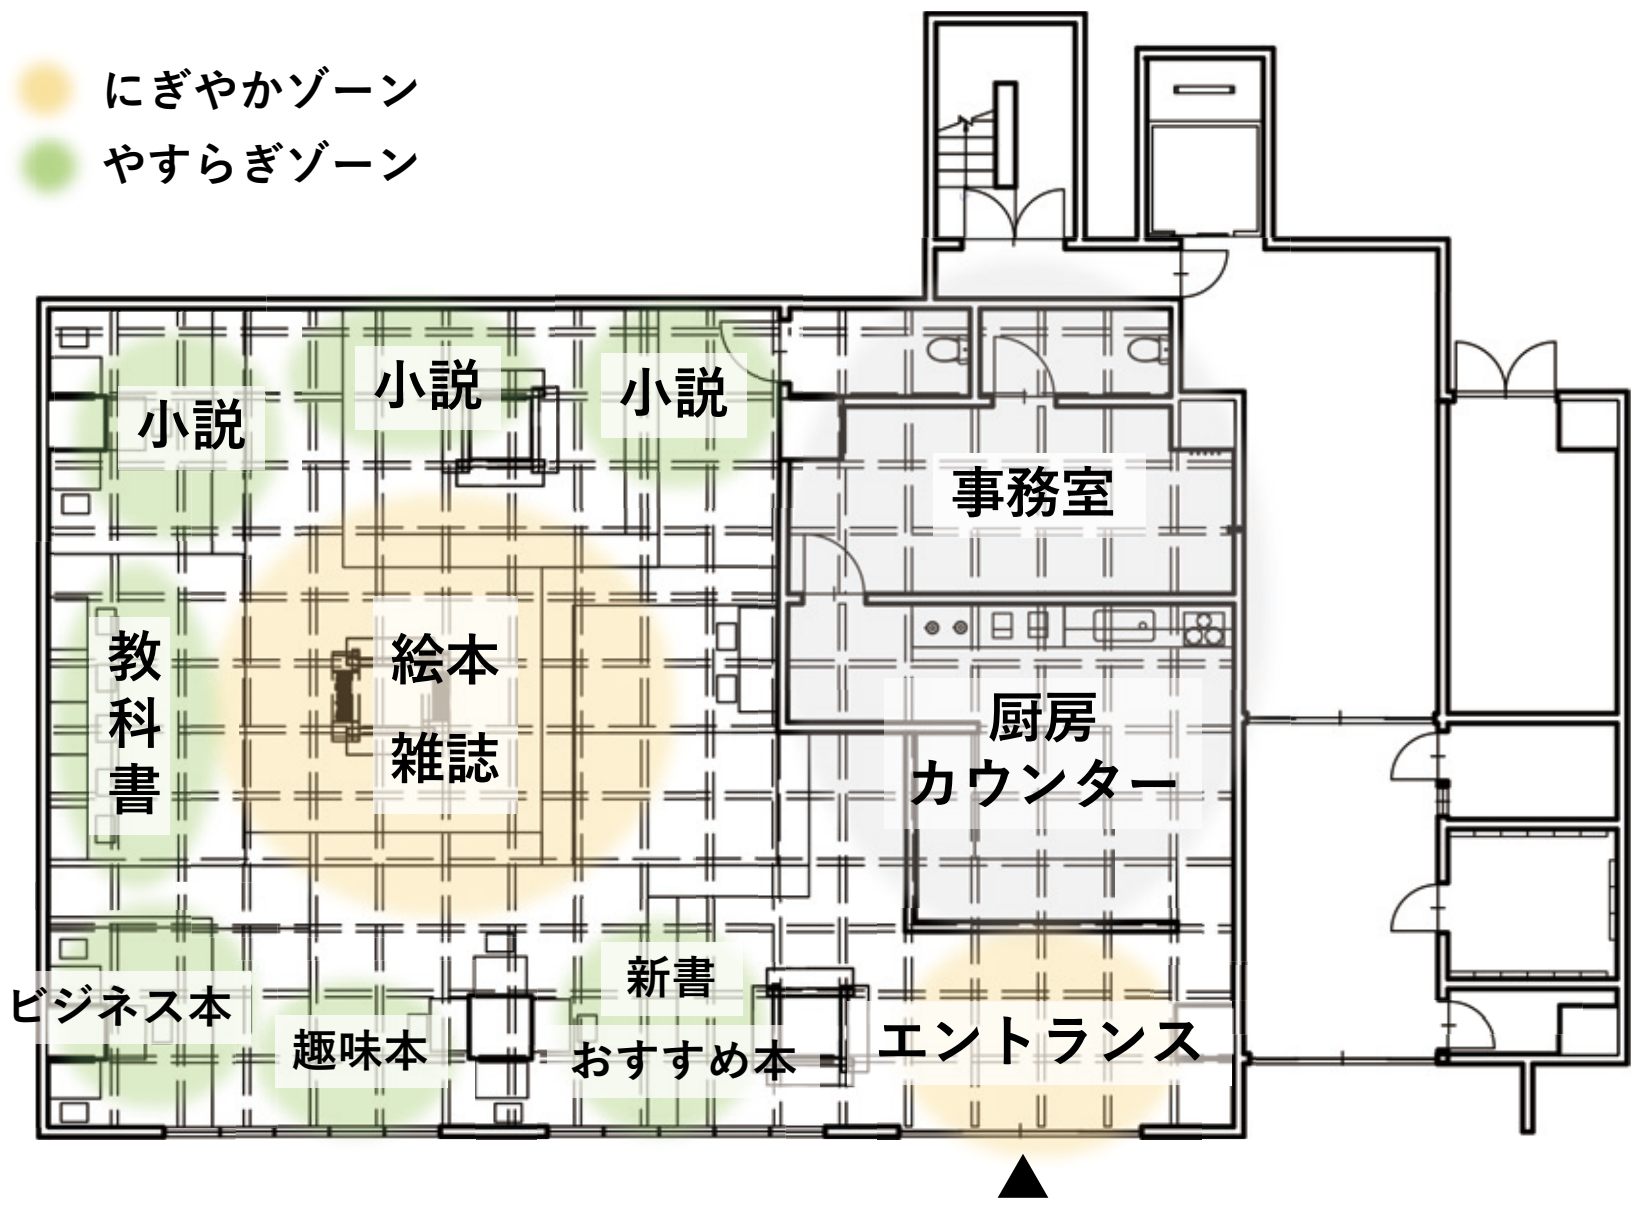 にぎやかゾーン
やすらぎゾーン
小説
小説
小説
事務室
教科書
絵本
雑誌
厨房
カウンター
ビジネス本
趣味本
新書
おすすめ本
エントランス